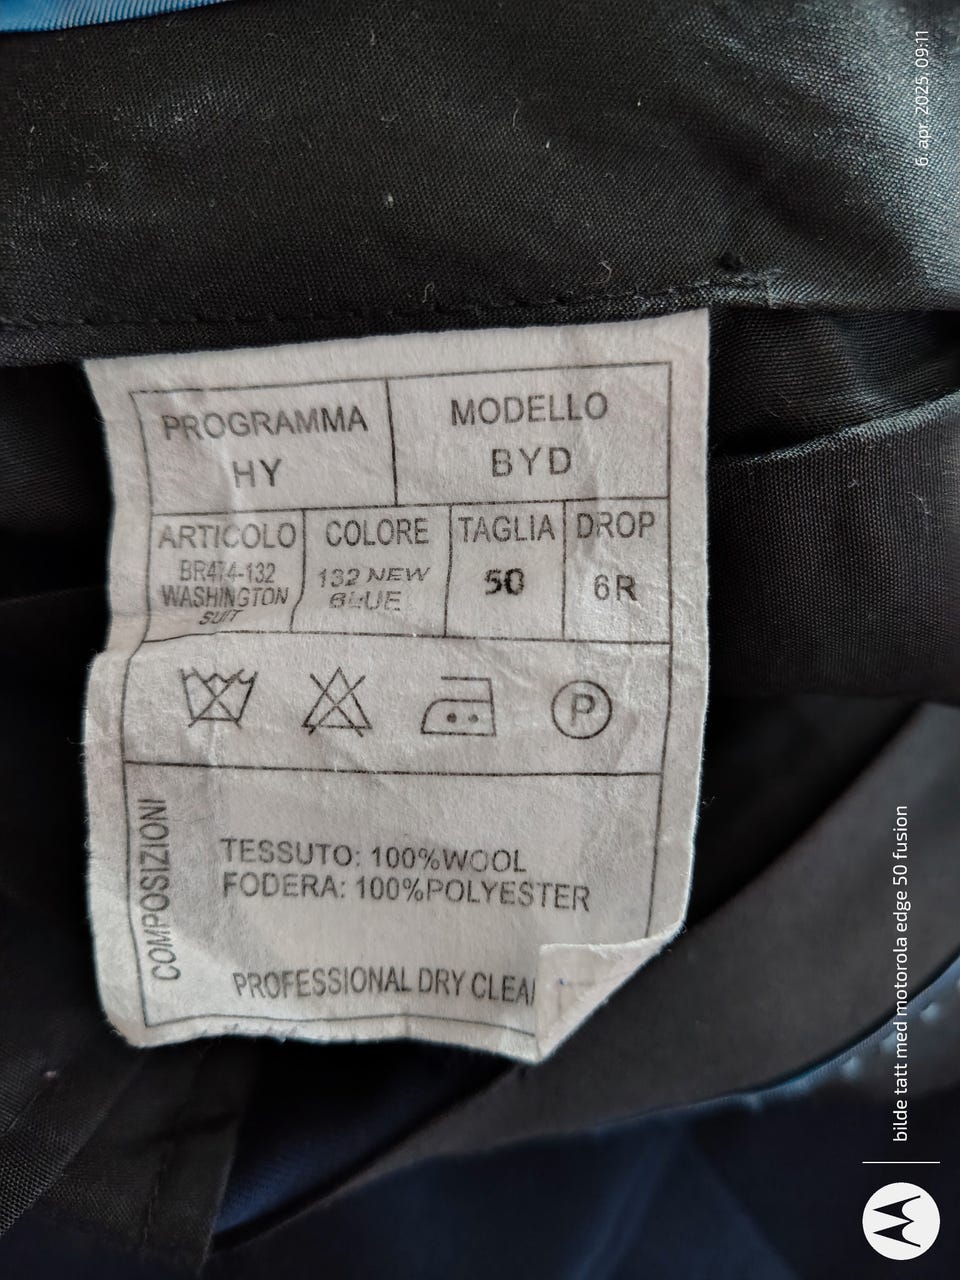 PROGRAMMA
HY
MODELLO
BYD
ARTICOLO
BR474-132
WASHINGTON
SUIT
COLORE
132 NEW
BLUE
TAGLIA
50
DROP
6R
P
COMPOSIZIONI
TESSUTO: 100%WOOL
FODERA: 100%POLYESTER
PROFESSIONAL DRY CLEA
6. apr 2025, 09:11
bilde tatt med motorola edge 50 fusion